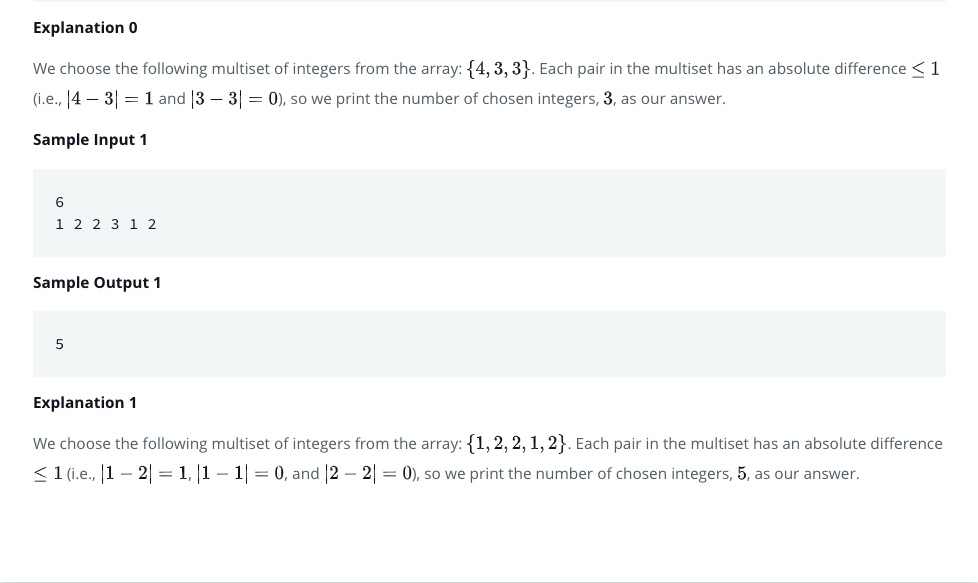 Explanation 0
We choose the following multiset of integers from the array: {4, 3, 3}. Each pair in the multiset has an absolute difference ≤ 1
(i.e., |4 − 3| = 1 and |3 − 3| = 0), so we print the number of chosen integers, 3, as our answer.
Sample Input 1
6
1 2 2 3 1 2
Sample Output 1
5
Explanation 1
We choose the following multiset of integers from the array: {1, 2, 2, 1, 2}. Each pair in the multiset has an absolute difference
≤ 1 (i.e., |1 − 2| = 1, |1 − 1| = 0, and |2 − 2| = 0), so we print the number of chosen integers, 5, as our answer.